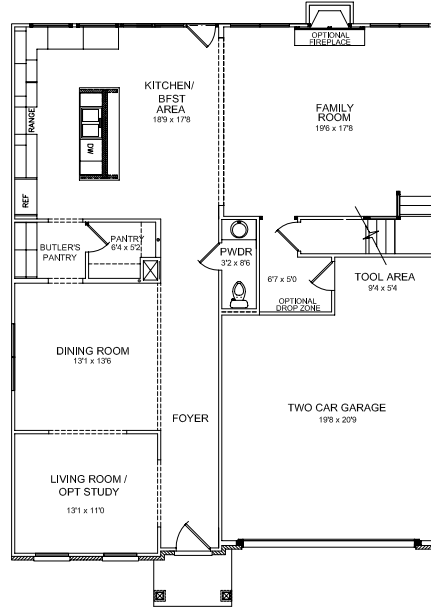 OPTIONAL
FIREPLACE
KITCHEN/
BFST
AREA
18'9 x 17'8
FAMILY
ROOM
19'6 x 17'8
RANGE
DW
REF
BUTLER'S
PANTRY
PANTRY
6'4 x 5'2
PWDR
3'2 x 8'6
6'7 x 5'0
OPTIONAL
DROP ZONE
TOOL AREA
9'4 x 5'4
DINING ROOM
13'1 x 13'6
FOYER
TWO CAR GARAGE
19'8 x 20'9
LIVING ROOM /
OPT STUDY
13'1 x 11'0